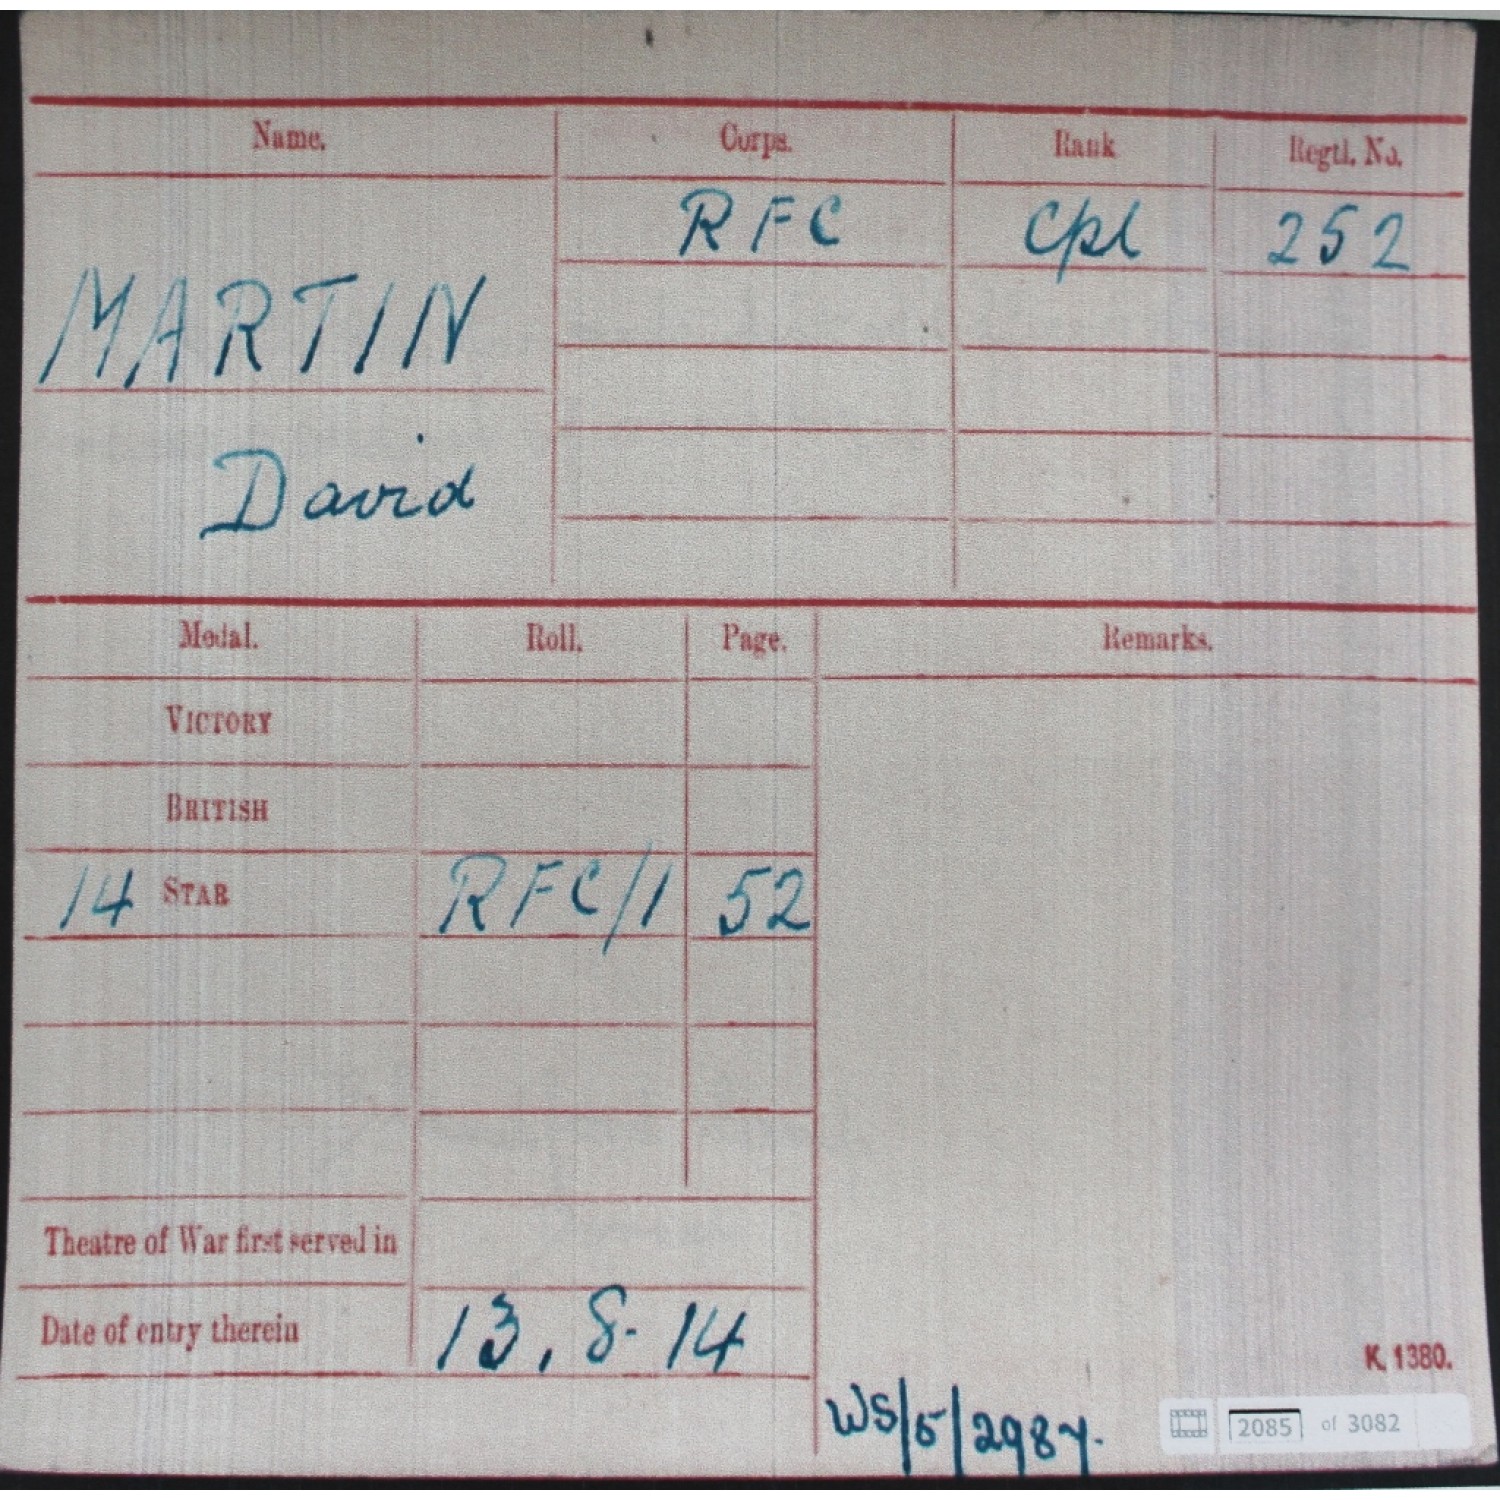 Name. Corps. Rank Regtl. No.
RFC Cpl 252
MARTIN
David
Medal. Roll. Page. Remarks.
VICTORY
BRITISH
14 STAR RFC/1 52
Theatre of War first served in
Date of entry therein 13.8.14
K. 1380.
WS/5/2987.
2085 of 3082